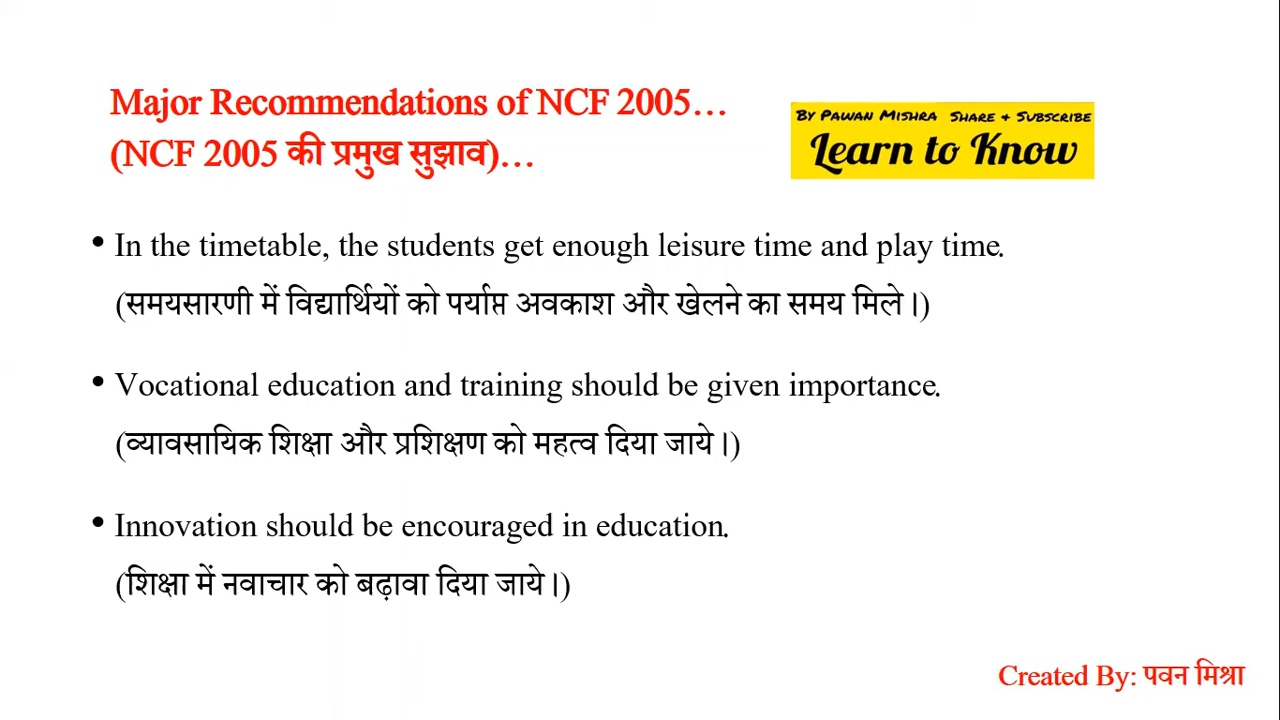 Major Recommendations of NCF 2005...
(NCF 2005 की प्रमुख सुझाव)...
By Pawan Mishra Share & Subscribe
Learn to Know
• In the timetable, the students get enough leisure time and play time.
(समयसारणी में विद्यार्थियों को पर्याप्त अवकाश और खेलने का समय मिले।)
• Vocational education and training should be given importance.
(व्यावसायिक शिक्षा और प्रशिक्षण को महत्व दिया जाये।)
• Innovation should be encouraged in education.
(शिक्षा में नवाचार को बढ़ावा दिया जाये।)
Created By: पवन मिश्रा